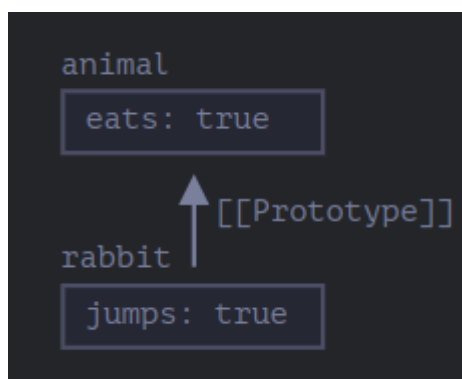 animal
eats: true
[[Prototype]]
rabbit
jumps: true